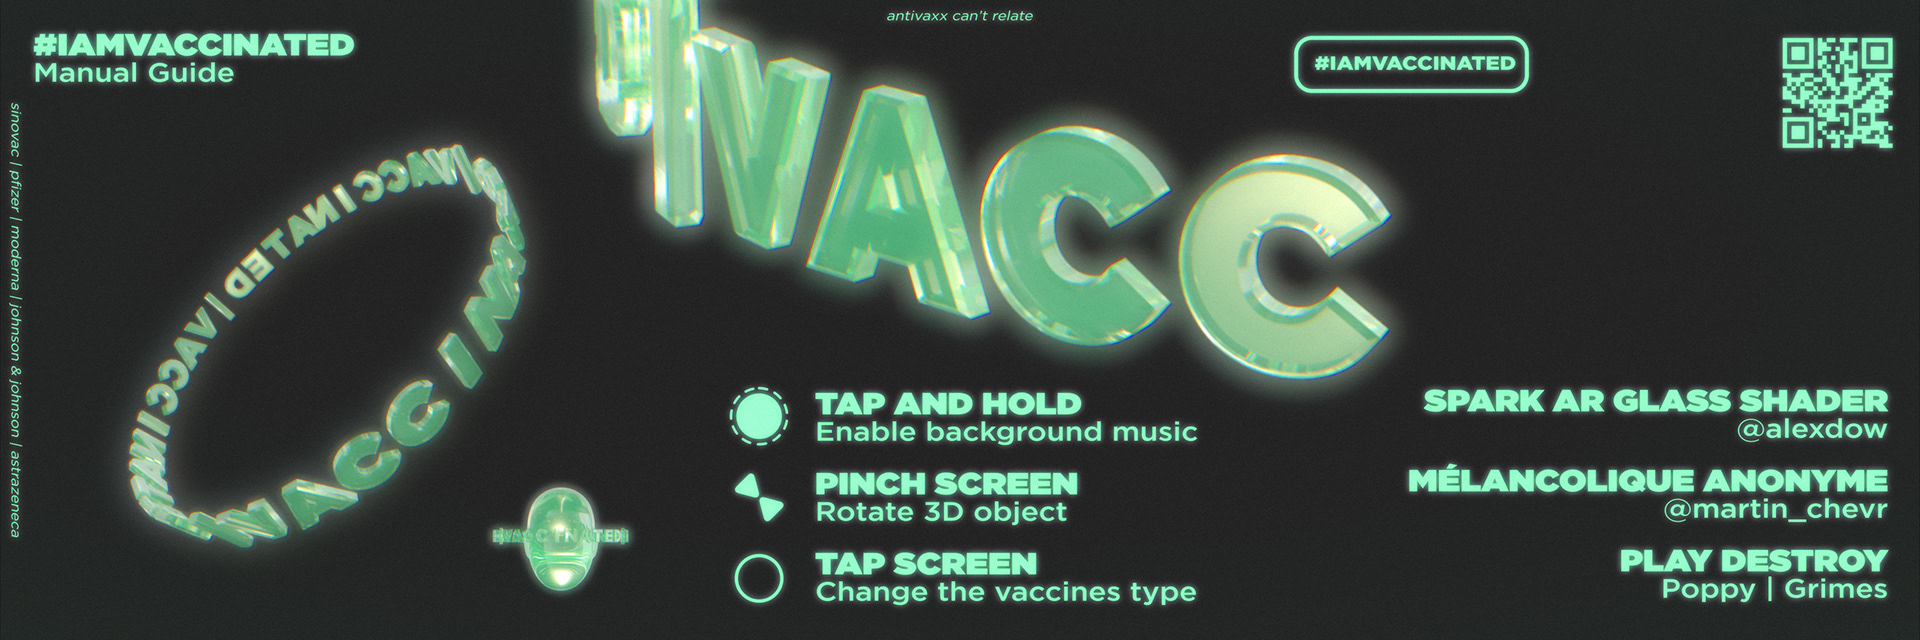 antivaxx can't relate
#IAMVACCINATED
Manual Guide
#IAMVACCINATED
sinovac | pfizer | moderna | johnson & johnson | astrazeneca
IVACC
IVACCINATED
TAP AND HOLD
Enable background music
PINCH SCREEN
Rotate 3D object
TAP SCREEN
Change the vaccines type
SPARK AR GLASS SHADER
@alexdow
MÉLANCOLIQUE ANONYME
@martin_chevr
PLAY DESTROY
Poppy | Grimes